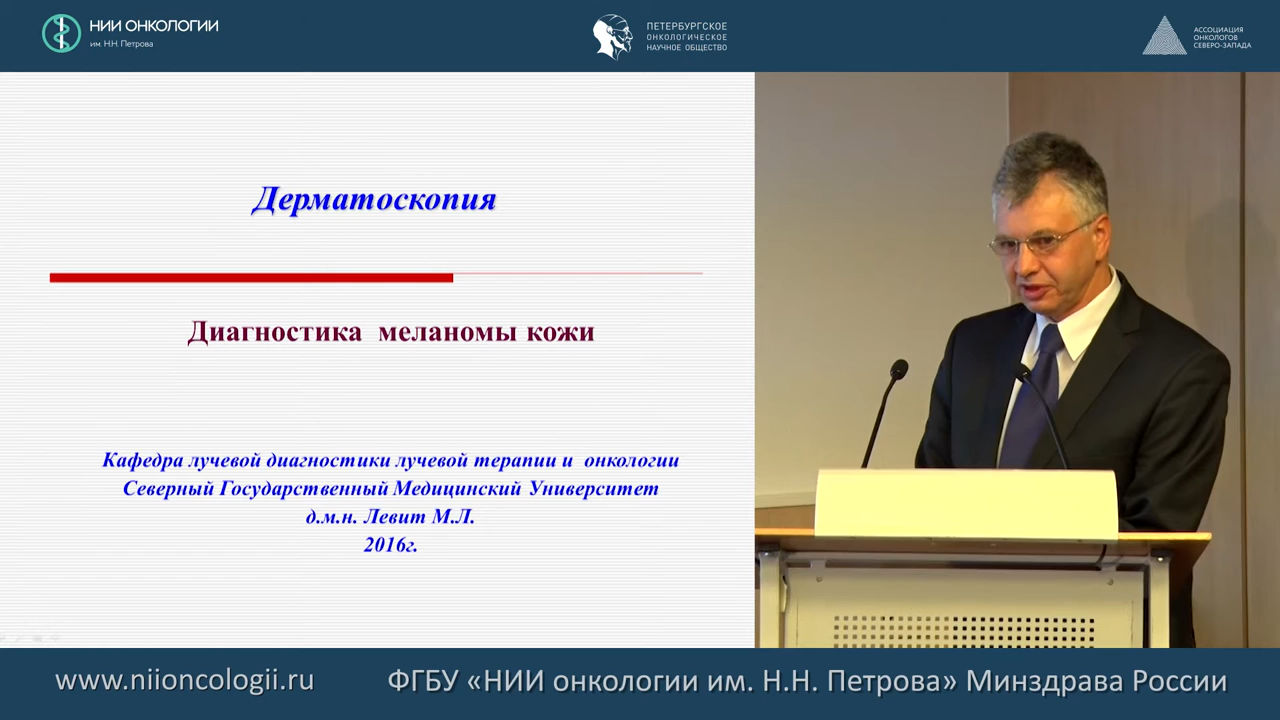 НИИ ОНКОЛОГИИ
им. Н.Н. Петрова
ПЕТЕРБУРГСКОЕ
ОНКОЛОГИЧЕСКОЕ
НАУЧНОЕ ОБЩЕСТВО
АССОЦИАЦИЯ
ОНКОЛОГОВ
СЕВЕРО-ЗАПАДА
Дерматоскопия
Диагностика меланомы кожи
Кафедра лучевой диагностики лучевой терапии и онкологии
Северный Государственный Медицинский Университет
д.м.н. Левит М.Л.
2016г.
www.niioncologii.ru
ФГБУ «НИИ онкологии им. Н.Н. Петрова» Минздрава России